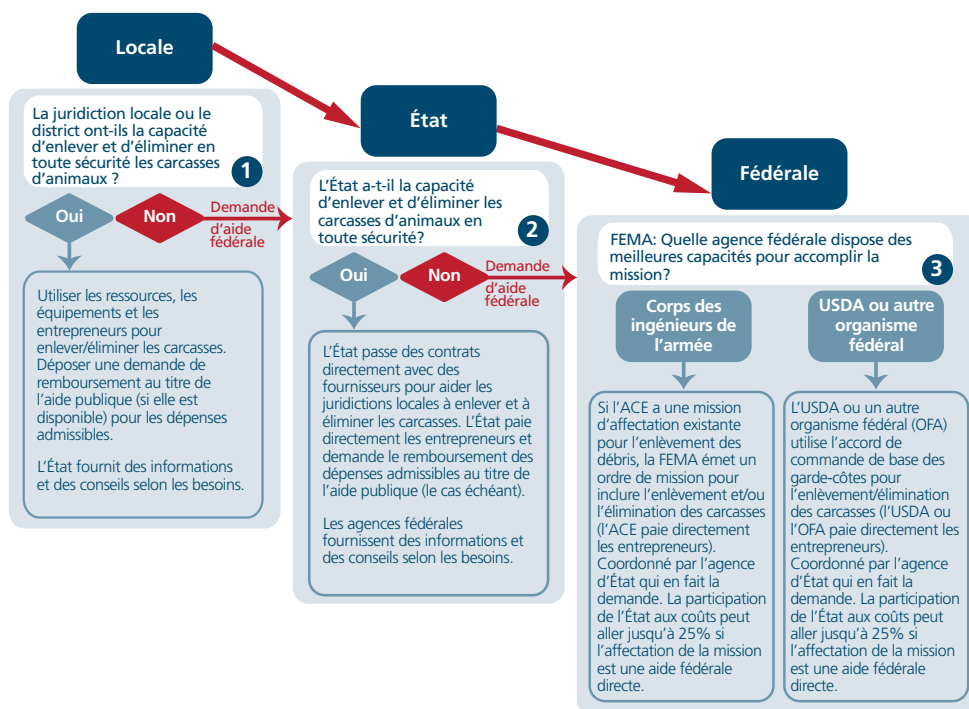 Locale
La juridiction locale ou le
district ont-ils la capacité
d'enlever et d'éliminer en
toute sécurité les carcasses
d'animaux ?
1
Oui
Non
Demande
d'aide
fédérale
Utiliser les ressources, les
équipements et les
entrepreneurs pour
enlever/éliminer les carcasses.
Déposer une demande de
remboursement au titre de
l'aide publique (si elle est
disponible) pour les dépenses
admissibles.
L'État fournit des informations
et des conseils selon les besoins.
État
L'État a-t-il la capacité
d'enlever et d'éliminer les
carcasses d'animaux en
toute sécurité?
2
Oui
Non
Demande
d'aide
fédérale
L'État passe des contrats
directement avec des
fournisseurs pour aider les
juridictions locales à enlever et à
éliminer les carcasses. L'État paie
directement les entrepreneurs et
demande le remboursement des
dépenses admissibles au titre de
l'aide publique (le cas échéant).
Les agences fédérales
fournissent des informations et
des conseils selon les besoins.
Fédérale
FEMA: Quelle agence fédérale dispose des
meilleures capacités pour accomplir la
mission?
3
Corps des
ingénieurs de
l'armée
Si l'ACE a une mission
d'affectation existante
pour l'enlèvement des
débris, la FEMA émet un
ordre de mission pour
inclure l'enlèvement et/ou
l'élimination des carcasses
(l'ACE paie directement
les entrepreneurs).
Coordonné par l'agence
d'État qui en fait la
demande. La participation
de l'État aux coûts peut
aller jusqu'à 25% si
l'affectation de la mission
est une aide fédérale
directe.
USDA ou autre
organisme
fédéral
L'USDA ou un autre
organisme fédéral (OFA)
utilise l'accord de
commande de base des
garde-côtes pour
l'enlèvement/élimination
des carcasses (l'USDA ou
l'OFA paie directement les
entrepreneurs).
Coordonné par l'agence
d'État qui en fait la
demande. La participation
de l'État aux coûts peut
aller jusqu'à 25% si
l'affectation de la mission
est une aide fédérale
directe.